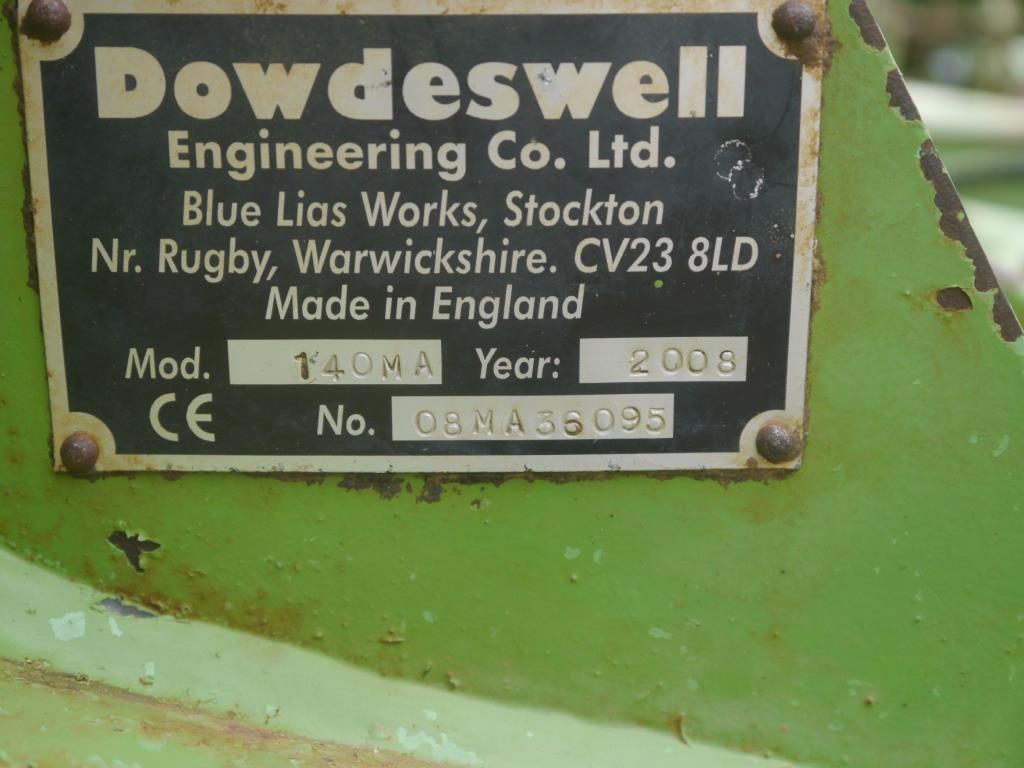 Dowdeswell
Engineering Co. Ltd.
Blue Lias Works, Stockton
Nr. Rugby, Warwickshire. CV23 8LD
Made in England
Mod. 140MA Year: 2008
CE No. 08MA36095